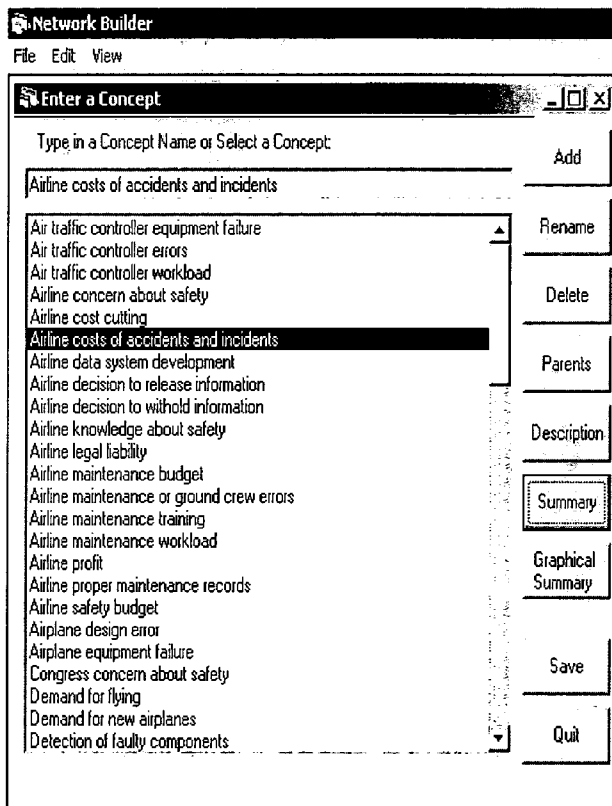 Network Builder
File Edit View
Enter a Concept
Type in a Concept Name or Select a Concept:
Airline costs of accidents and incidents
Air traffic controller equipment failure
Air traffic controller errors
Air traffic controller workload
Airline concern about safety
Airline cost cutting
Airline costs of accidents and incidents
Airline data system development
Airline decision to release information
Airline decision to withold information
Airline knowledge about safety
Airline legal liability
Airline maintenance budget
Airline maintenance or ground crew errors
Airline maintenance training
Airline maintenance workload
Airline profit
Airline proper maintenance records
Airline safety budget
Airplane design error
Airplane equipment failure
Congress concern about safety
Demand for flying
Demand for new airplanes
Detection of faulty components
Add
Rename
Delete
Parents
Description
Summary
Graphical
Summary
Save
Quit